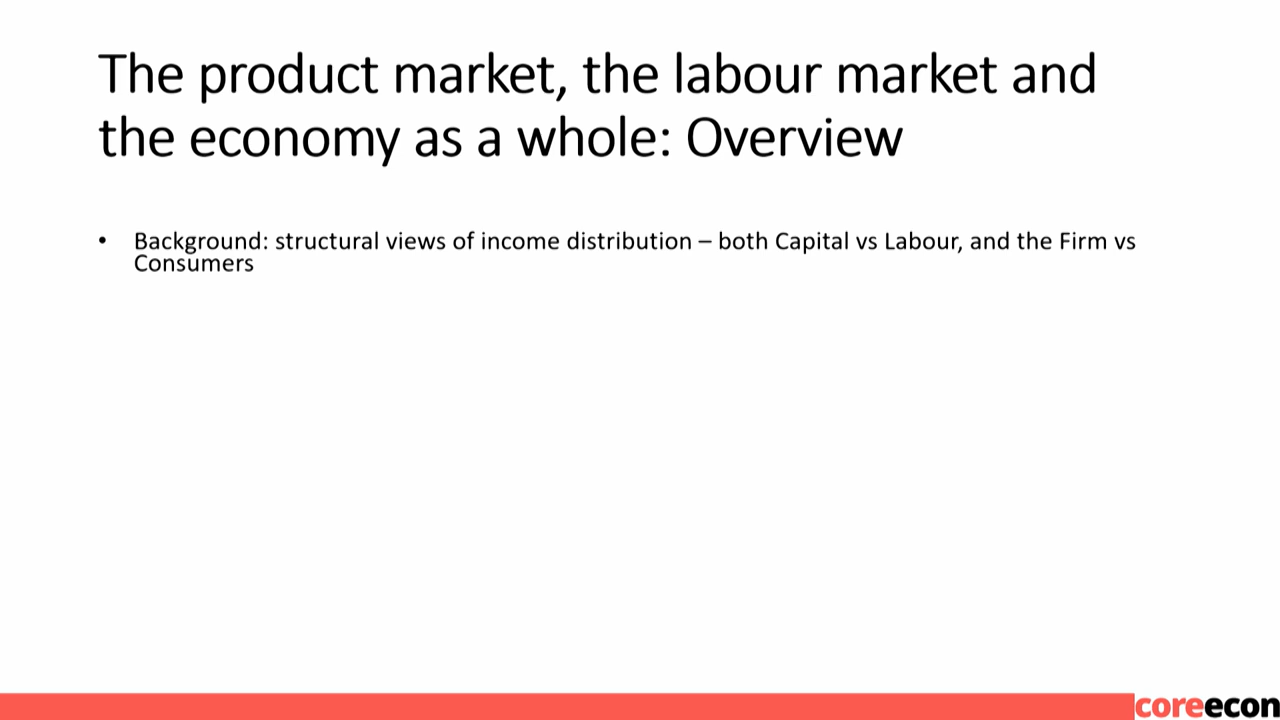 The product market, the labour market and
the economy as a whole: Overview
• Background: structural views of income distribution – both Capital vs Labour, and the Firm vs
Consumers
coreecon